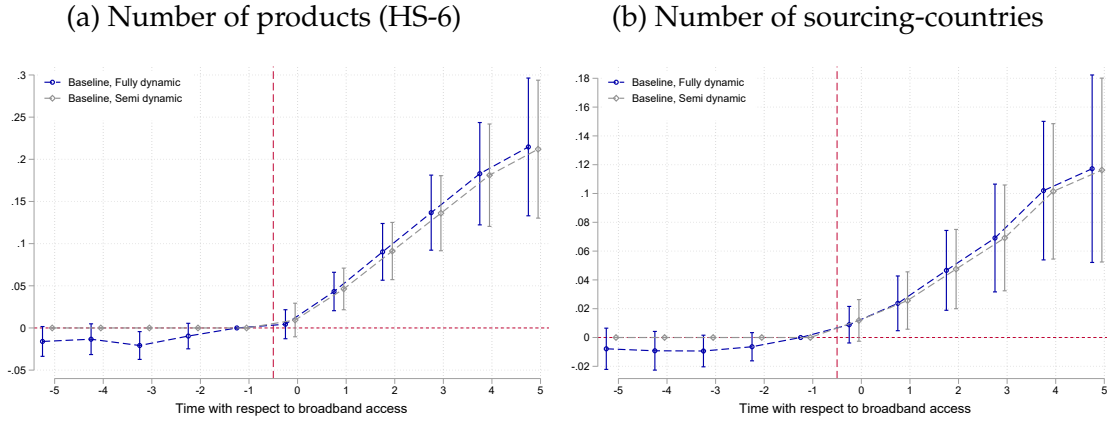 (a) Number of products (HS-6)
Baseline, Fully dynamic
Baseline, Semi dynamic
.3
.25
.2
.15
.1
.05
0
-.05
-5 -4 -3 -2 -1 0 1 2 3 4 5
Time with respect to broadband access
(b) Number of sourcing-countries
Baseline, Fully dynamic
Baseline, Semi dynamic
.18
.16
.14
.12
.1
.08
.06
.04
.02
0
-.02
-5 -4 -3 -2 -1 0 1 2 3 4 5
Time with respect to broadband access